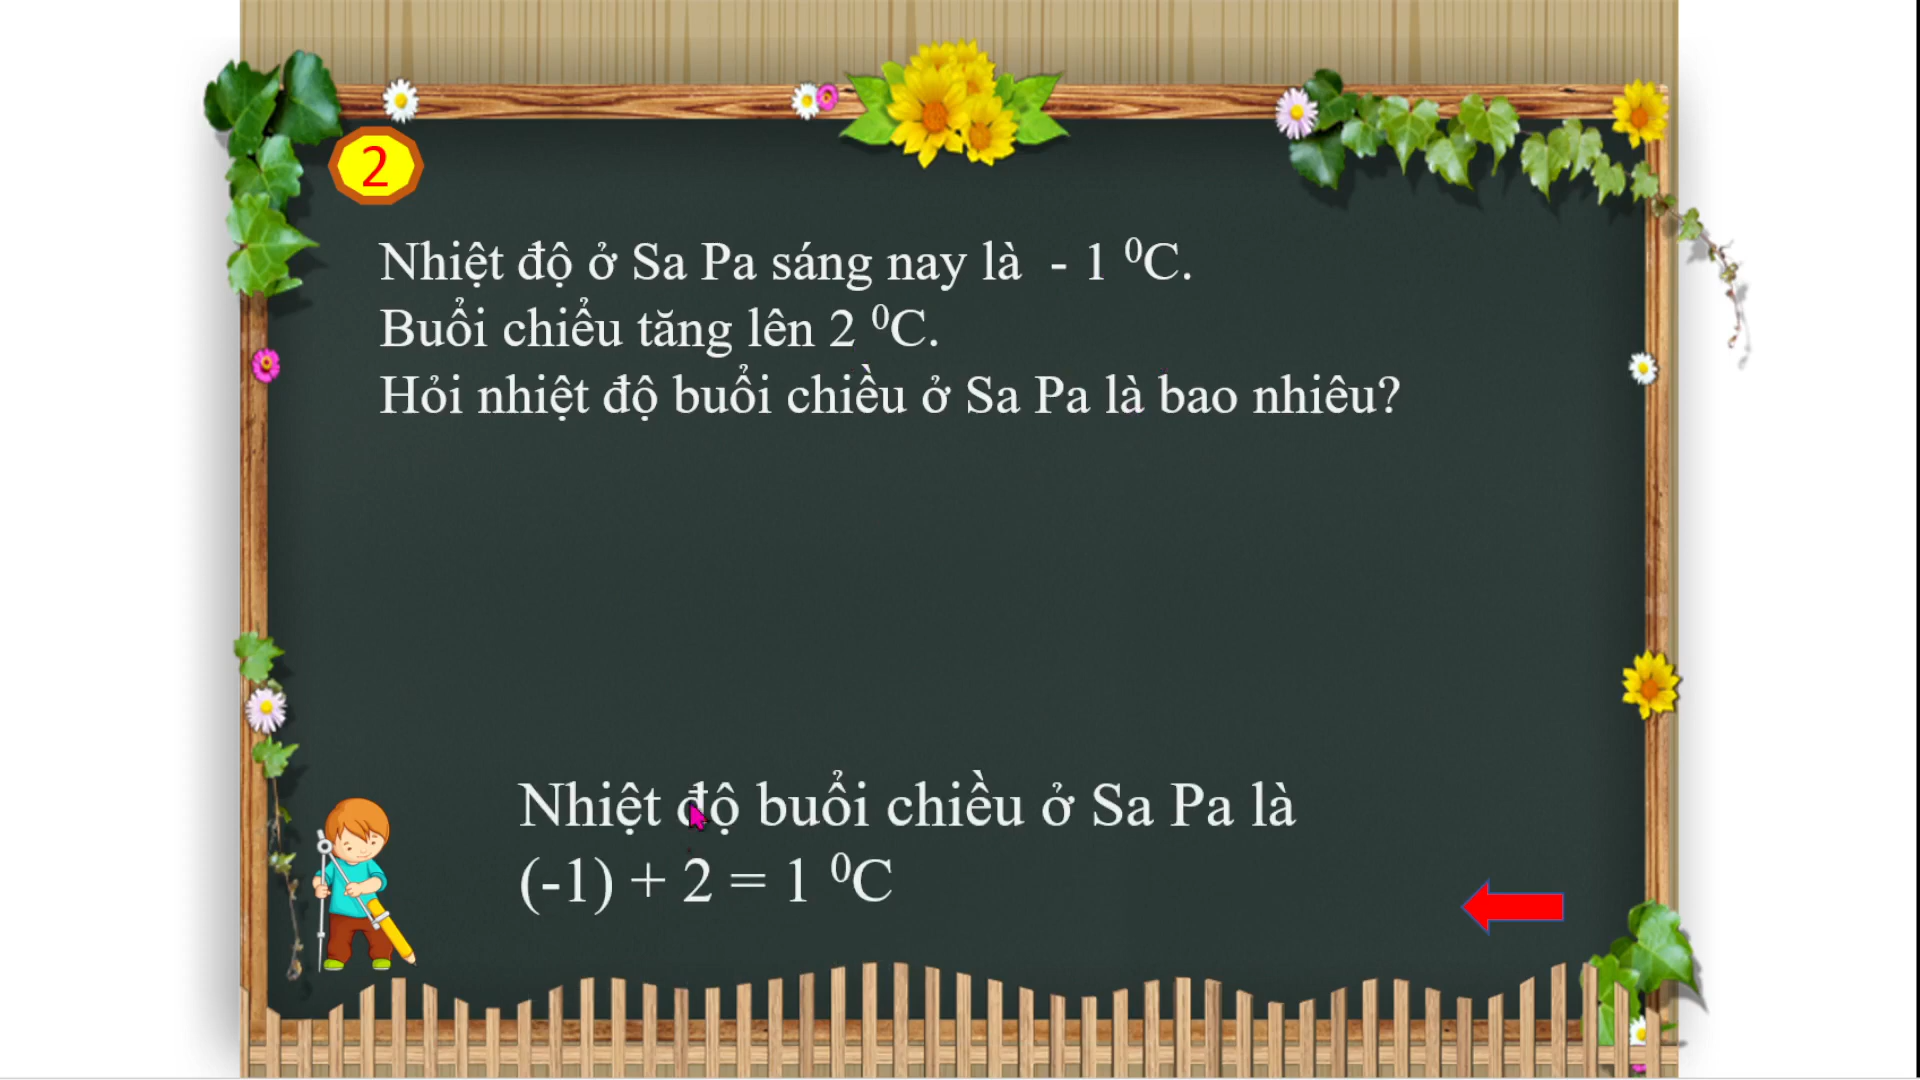 2
Nhiệt độ ở Sa Pa sáng nay là - 1 ⁰C.
Buổi chiểu tăng lên 2 ⁰C.
Hỏi nhiệt độ buổi chiều ở Sa Pa là bao nhiêu?
Nhiệt độ buổi chiều ở Sa Pa là
(-1) + 2 = 1 ⁰C